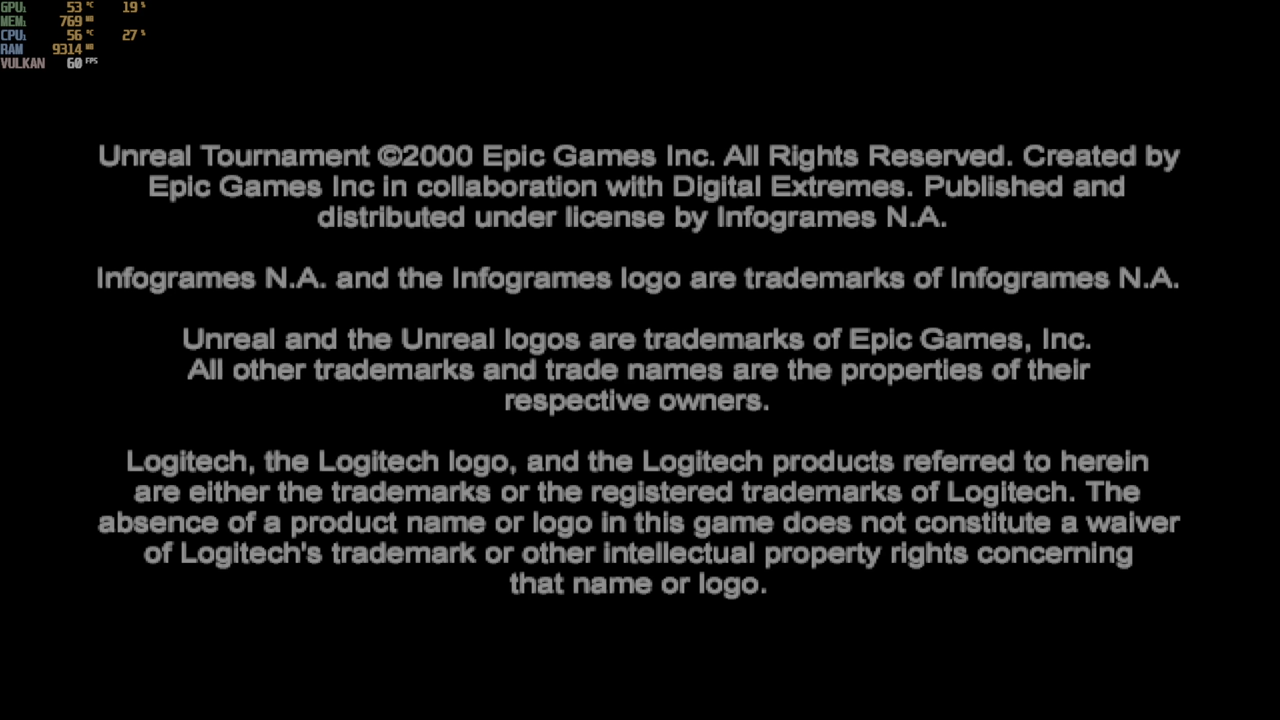 GPU1 53 °C 19 %
MEM1 769 MB
CPU1 56 °C 27 %
RAM 9314 MB
VULKAN 60 FPS
Unreal Tournament ©2000 Epic Games Inc. All Rights Reserved. Created by
Epic Games Inc in collaboration with Digital Extremes. Published and
distributed under license by Infogrames N.A.
Infogrames N.A. and the Infogrames logo are trademarks of Infogrames N.A.
Unreal and the Unreal logos are trademarks of Epic Games, Inc.
All other trademarks and trade names are the properties of their
respective owners.
Logitech, the Logitech logo, and the Logitech products referred to herein
are either the trademarks or the registered trademarks of Logitech. The
absence of a product name or logo in this game does not constitute a waiver
of Logitech's trademark or other intellectual property rights concerning
that name or logo.